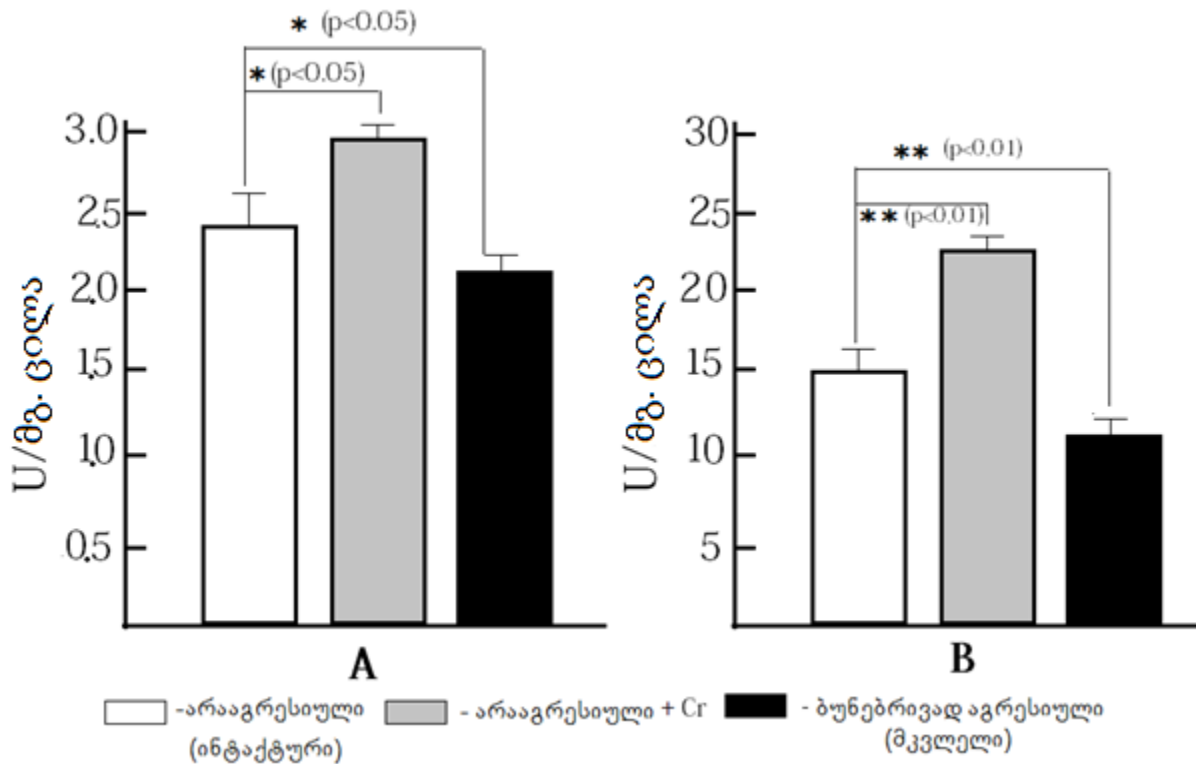 * (p<0.05)
* (p<0.05)
3.0
2.5
2.0
1.5
1.0
0.5
U/მგ. ცილა
A
** (p<0.01)
** (p<0.01)
30
25
20
15
10
5
U/მგ. ცილა
B
-არააგრესიული
(ინტაქტური)
- არააგრესიული + Cr
- ბუნებრივად აგრესიული
(მკვლელი)